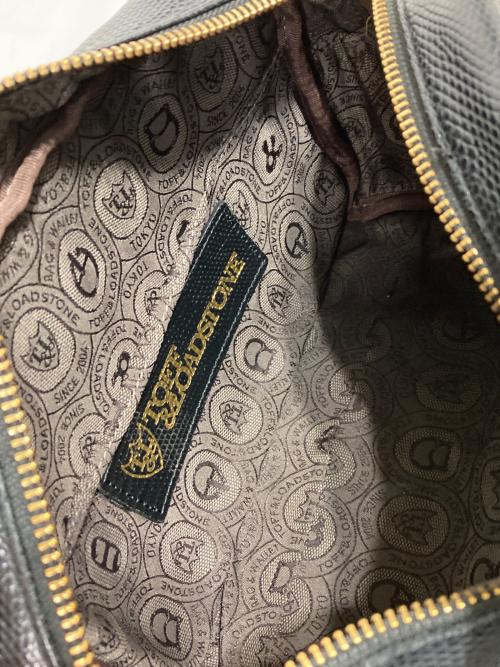 TOFF
&LOADSTONE
TOFF&LOADSTONE
TOKYO
BAG & WALLET
SINCE 2004